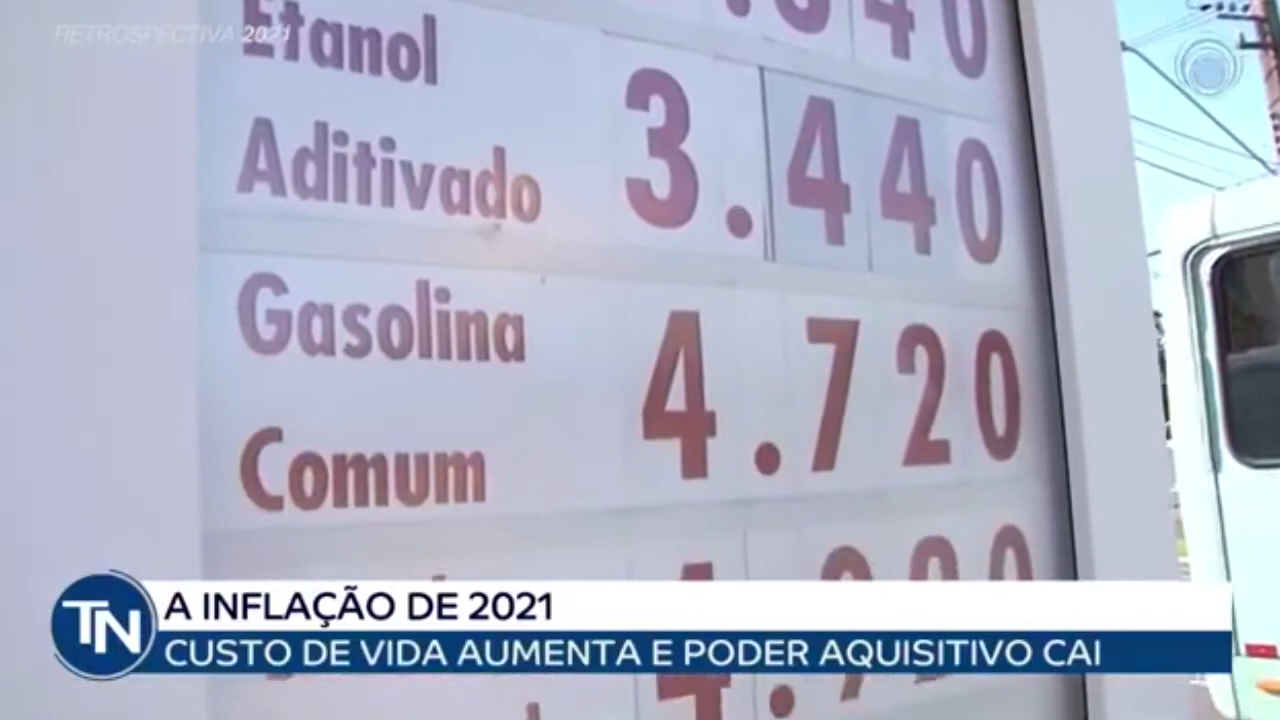 RETROSPECTIVA 2021
Etanol
Aditivado 3.440
Gasolina
Comum 4.720
TN
A INFLAÇÃO DE 2021
CUSTO DE VIDA AUMENTA E PODER AQUISITIVO CAI